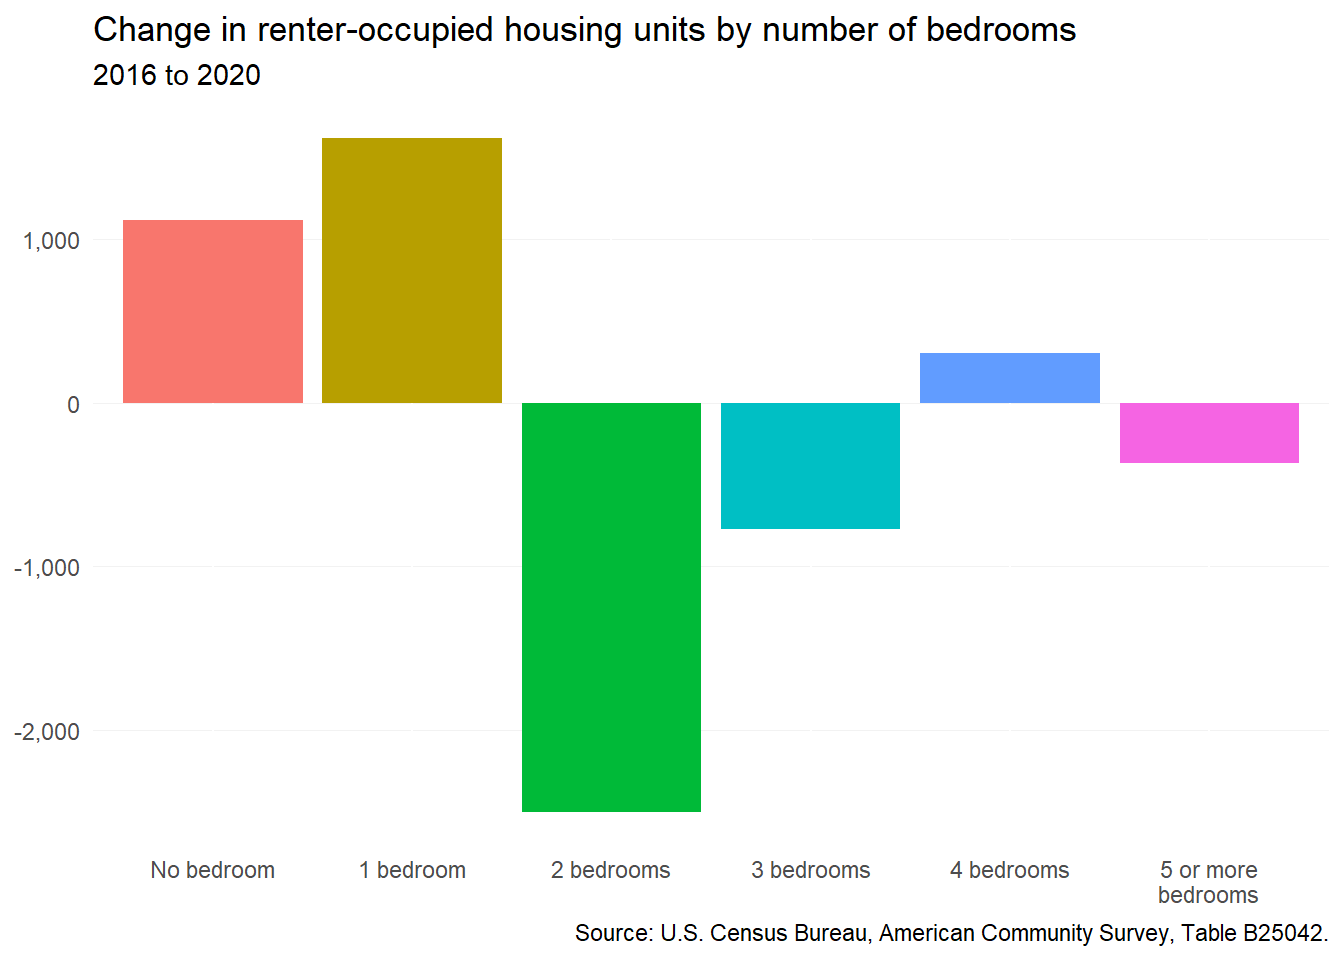 Change in renter-occupied housing units by number of bedrooms
2016 to 2020
1,000
0
-1,000
-2,000
No bedroom
1 bedroom
2 bedrooms
3 bedrooms
4 bedrooms
5 or more
bedrooms
Source: U.S. Census Bureau, American Community Survey, Table B25042.